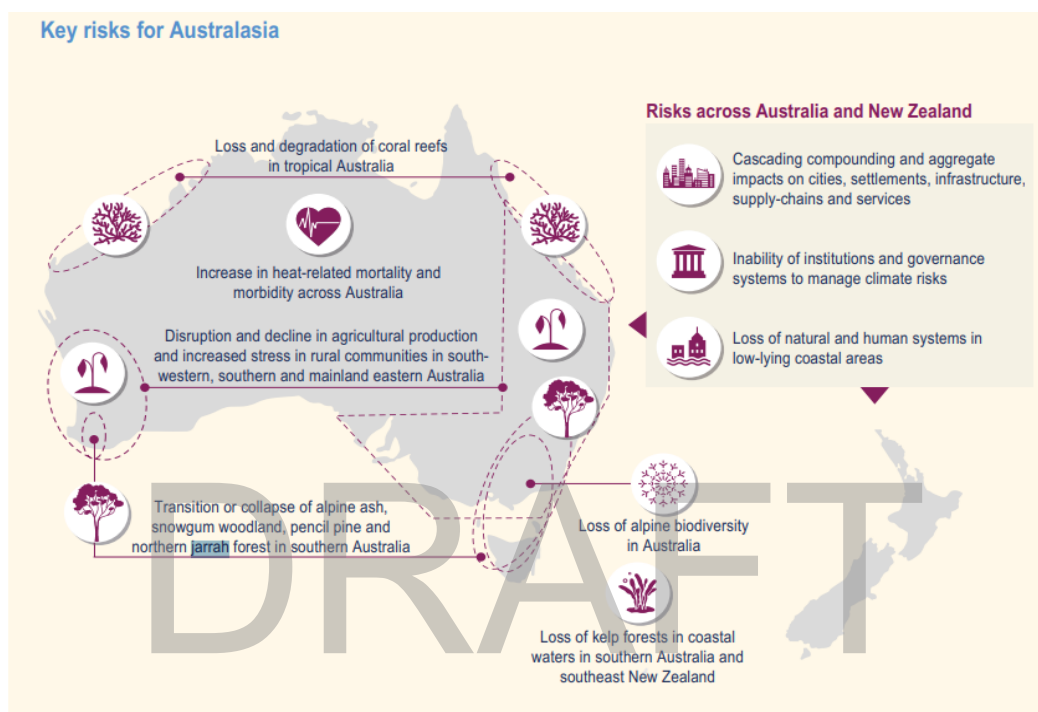 Key risks for Australasia
Loss and degradation of coral reefs
in tropical Australia
Increase in heat-related mortality and
morbidity across Australia
Disruption and decline in agricultural production
and increased stress in rural communities in south-
western, southern and mainland eastern Australia
Transition or collapse of alpine ash,
snowgum woodland, pencil pine and
northern jarrah forest in southern Australia
Loss of alpine biodiversity
in Australia
Loss of kelp forests in coastal
waters in southern Australia and
southeast New Zealand
Risks across Australia and New Zealand
Cascading compounding and aggregate
impacts on cities, settlements, infrastructure,
supply-chains and services
Inability of institutions and governance
systems to manage climate risks
Loss of natural and human systems in
low-lying coastal areas
DRAFT